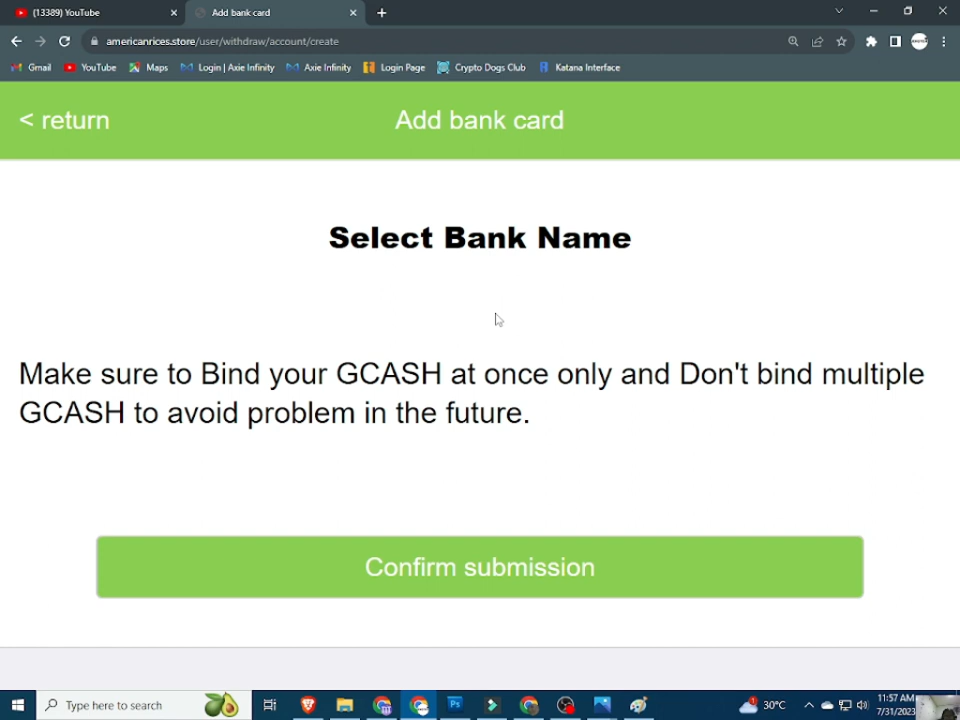 (13389) YouTube
Add bank card
americanrices.store/user/withdraw/account/create
Gmail YouTube Maps Login | Axie Infinity Axie Infinity Login Page Crypto Dogs Club Katana Interface
< return Add bank card
Select Bank Name
Make sure to Bind your GCASH at once only and Don't bind multiple
GCASH to avoid problem in the future.
Confirm submission
Type here to search
Ps
30°C
11:57 AM
7/31/2023